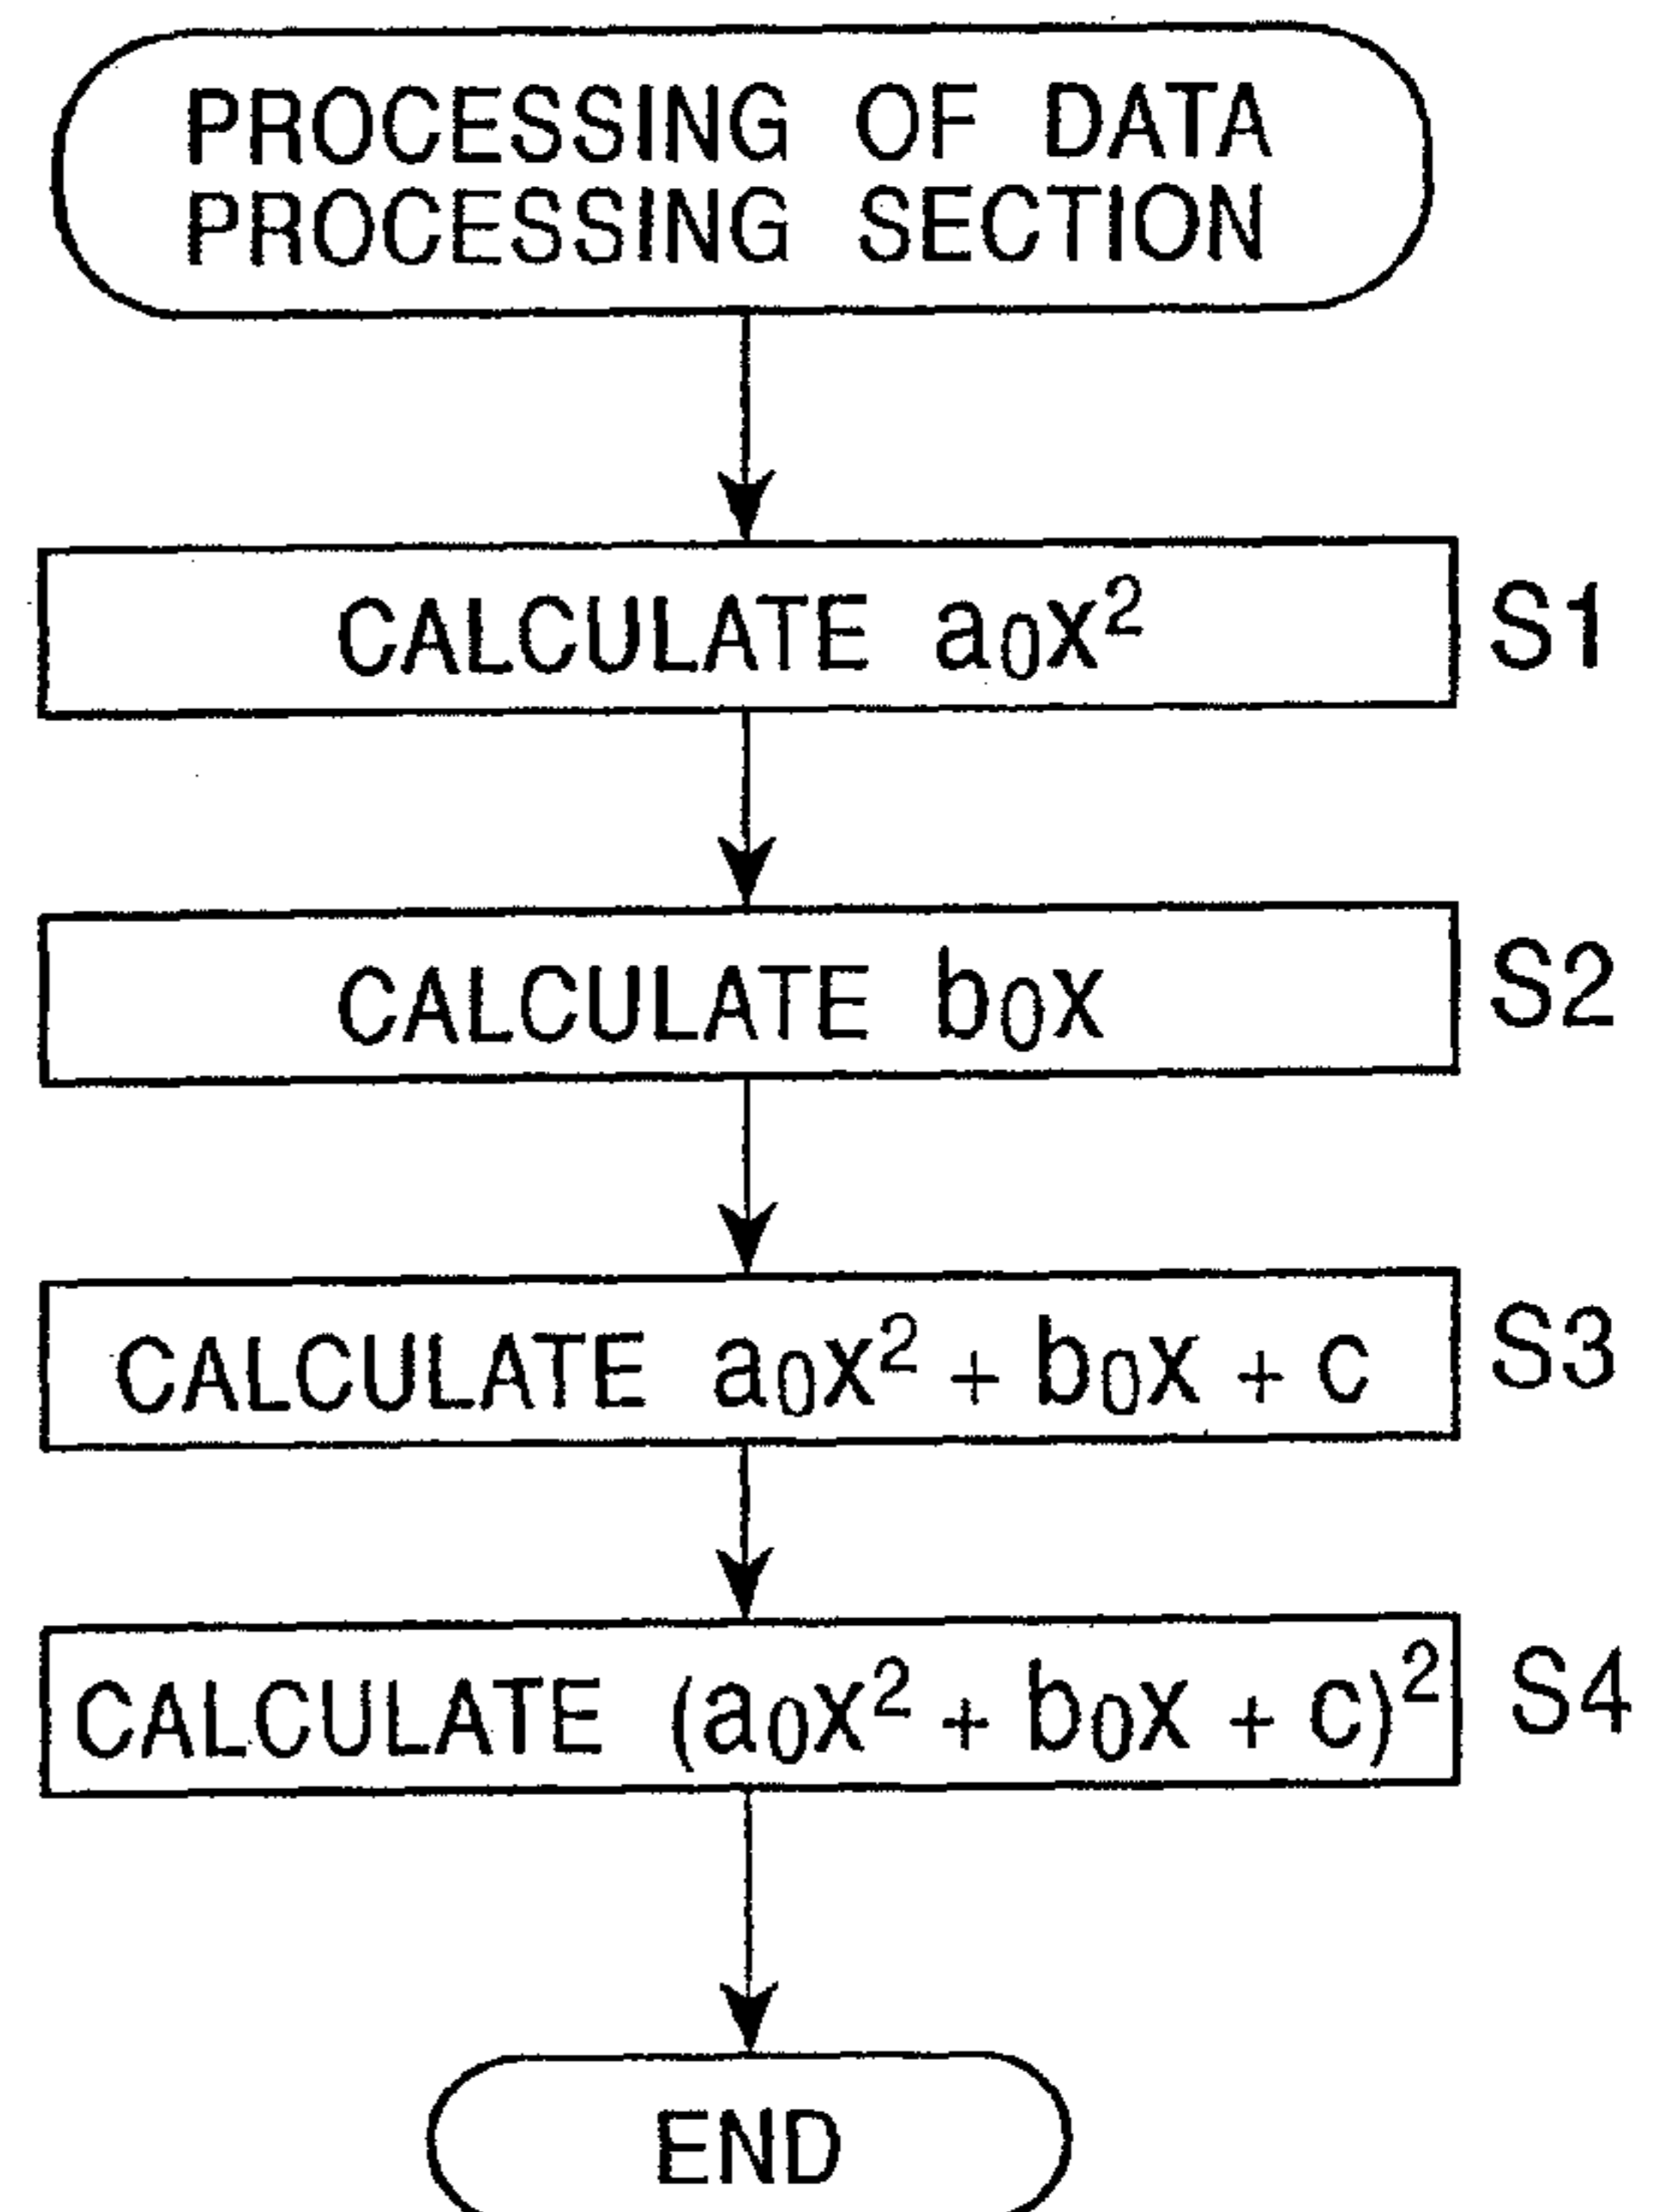 PROCESSING OF DATA
PROCESSING SECTION
CALCULATE a₀x² S1
CALCULATE b₀x S2
CALCULATE a₀x² + b₀x + c S3
CALCULATE (a₀x² + b₀x + c)² S4
END